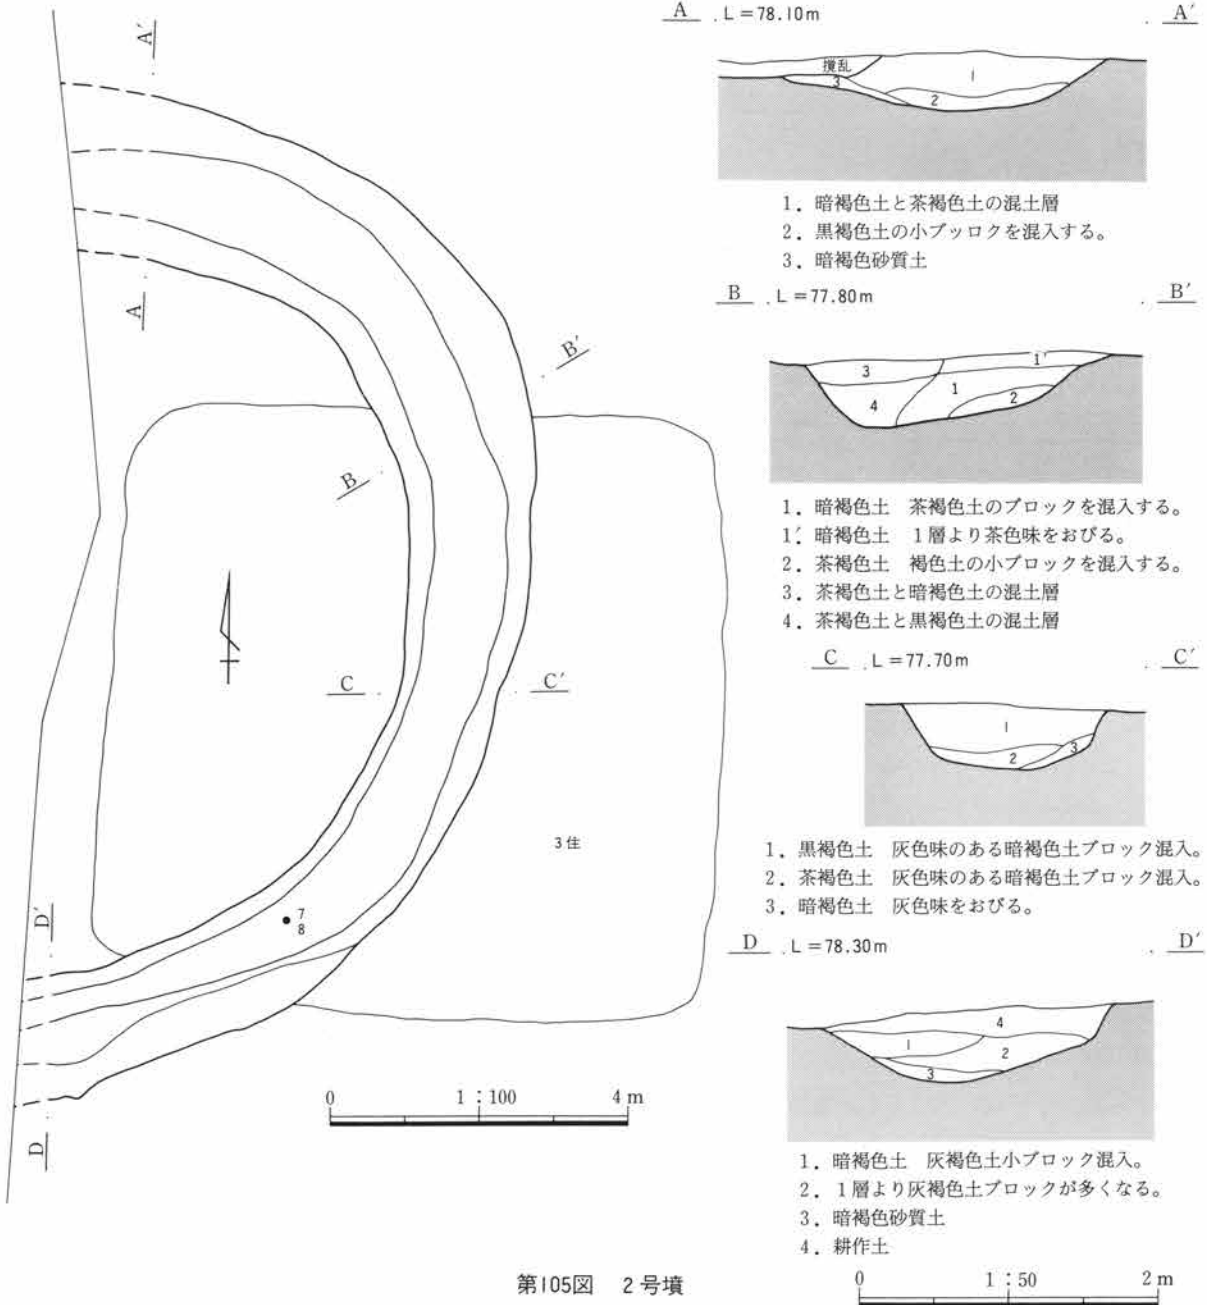 A . L=78.10m . A′
攪乱
1
3
2
1. 暗褐色土と茶褐色土の混土層
2. 黒褐色土の小ブッロクを混入する。
3. 暗褐色砂質土
B . L=77.80m . B′
1′
3
1
2
4
1. 暗褐色土 茶褐色土のブロックを混入する。
1′. 暗褐色土 1層より茶色味をおびる。
2. 茶褐色土 褐色土の小ブロックを混入する。
3. 茶褐色土と暗褐色土の混土層
4. 茶褐色土と黒褐色土の混土層
C . L=77.70m . C′
1
2
3
1. 黒褐色土 灰色味のある暗褐色土ブロック混入。
2. 茶褐色土 灰色味のある暗褐色土ブロック混入。
3. 暗褐色土 灰色味をおびる。
D . L=78.30m . D′
4
1
2
3
1. 暗褐色土 灰褐色土小ブロック混入。
2. 1層より灰褐色土ブロックが多くなる。
3. 暗褐色砂質土
4. 耕作土
A′
A
B′
B
C
C′
3住
7
8
D′
D
0 1:100 4m
0 1:50 2m
第105図 2号墳